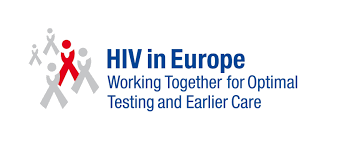 HIV in Europe
Working Together for Optimal
Testing and Earlier Care